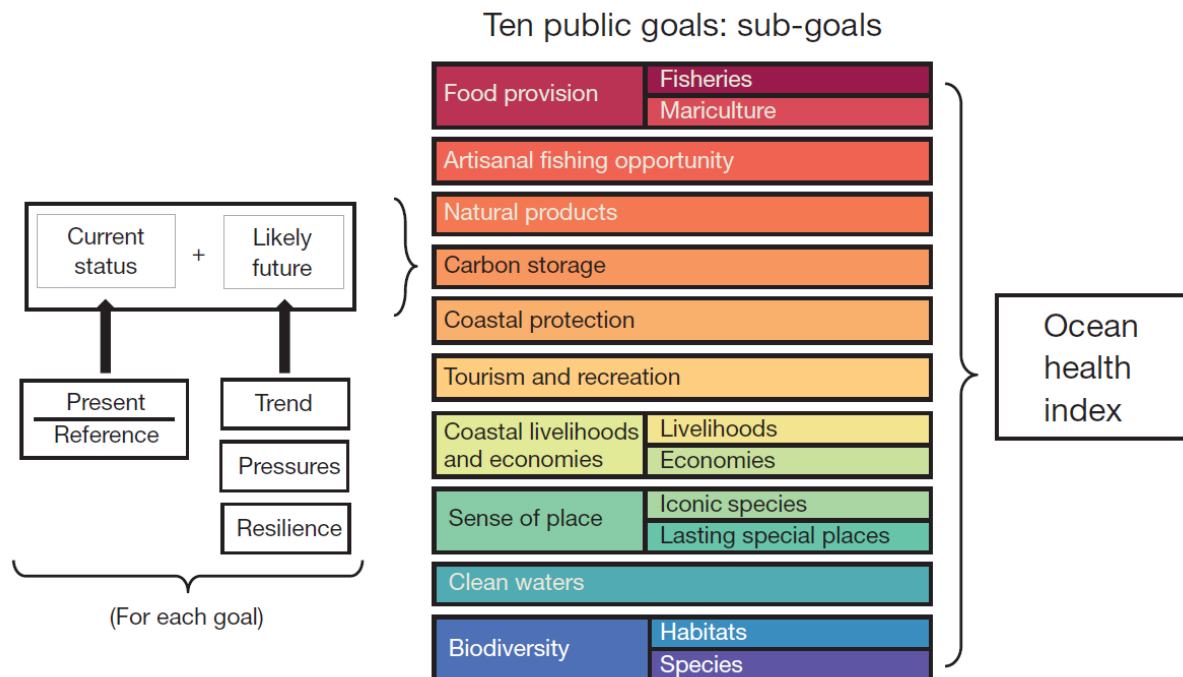 Ten public goals: sub-goals
Current
status
+
Likely
future
Present
Reference
Trend
Pressures
Resilience
(For each goal)
Food provision
Fisheries
Mariculture
Artisanal fishing opportunity
Natural products
Carbon storage
Coastal protection
Tourism and recreation
Coastal livelihoods
and economies
Livelihoods
Economies
Sense of place
Iconic species
Lasting special places
Clean waters
Biodiversity
Habitats
Species
Ocean
health
index